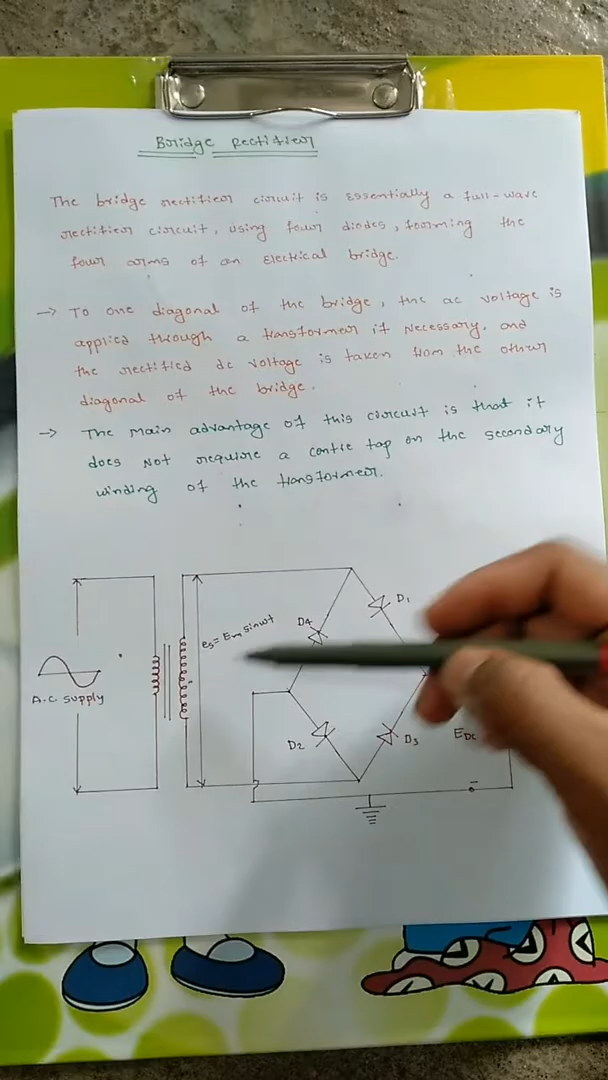 Bridge Rectifier
The bridge rectifier circuit is essentially a full-wave
rectifier circuit, using four diodes, forming the
four arms of an electrical bridge.
→ To one diagonal of the bridge, the ac voltage is
applied through a transformer if necessary, and
the rectified dc voltage is taken from the other
diagonal of the bridge.
→ The main advantage of this circuit is that it
does not require a centre tap on the secondary
winding of the transformer.
D1
D4
es = Em sinωt
A.C. supply
D2
D3
EDC
-